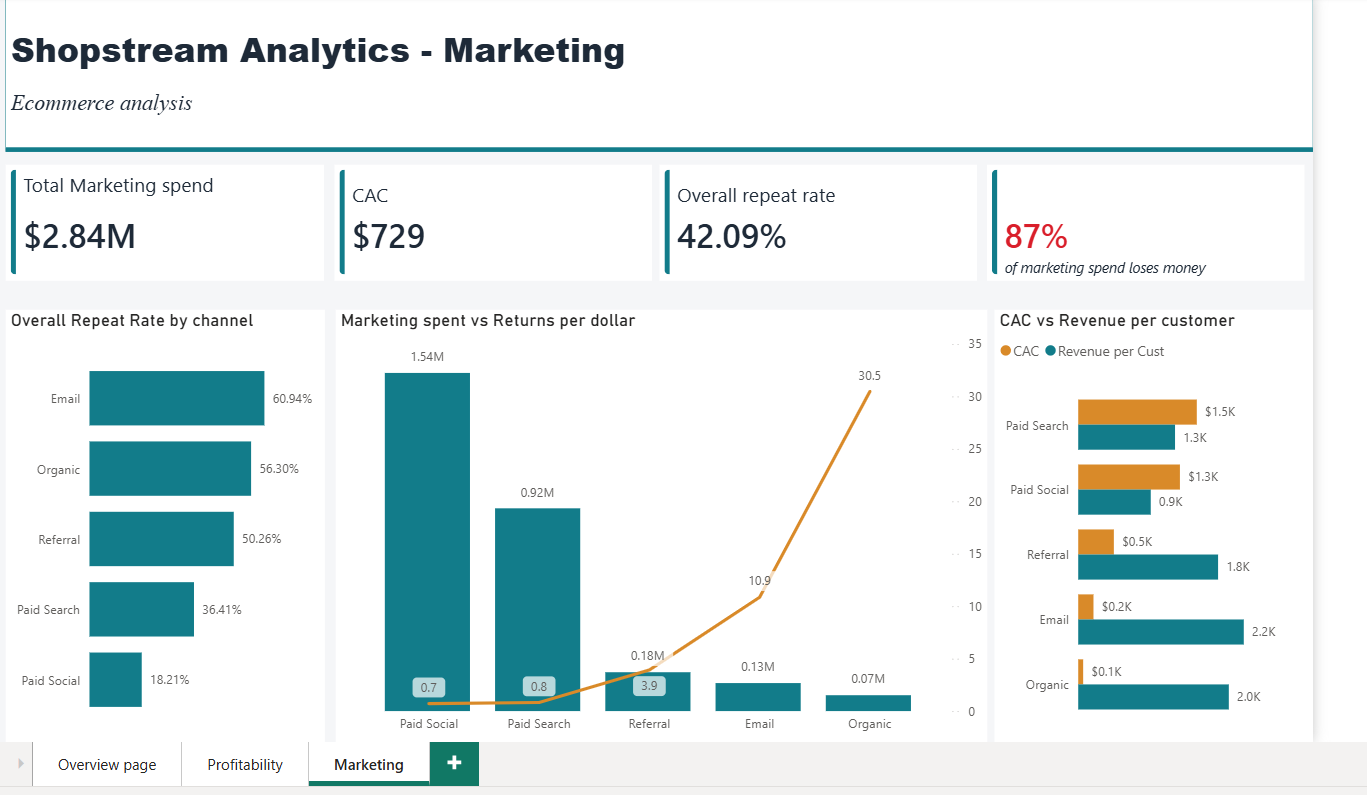 Shopstream Analytics - Marketing
Ecommerce analysis
Total Marketing spend
$2.84M
CAC
$729
Overall repeat rate
42.09%
87%
of marketing spend loses money
Overall Repeat Rate by channel
Email 60.94%
Organic 56.30%
Referral 50.26%
Paid Search 36.41%
Paid Social 18.21%
Marketing spent vs Returns per dollar
1.54M
0.92M
0.18M
0.13M
0.07M
0.7
0.8
3.9
10.9
30.5
35
30
25
20
15
10
5
0
Paid Social Paid Search Referral Email Organic
CAC vs Revenue per customer
CAC Revenue per Cust
Paid Search $1.5K
1.3K
Paid Social $1.3K
0.9K
Referral $0.5K
1.8K
Email $0.2K
2.2K
Organic $0.1K
2.0K
Overview page Profitability Marketing +